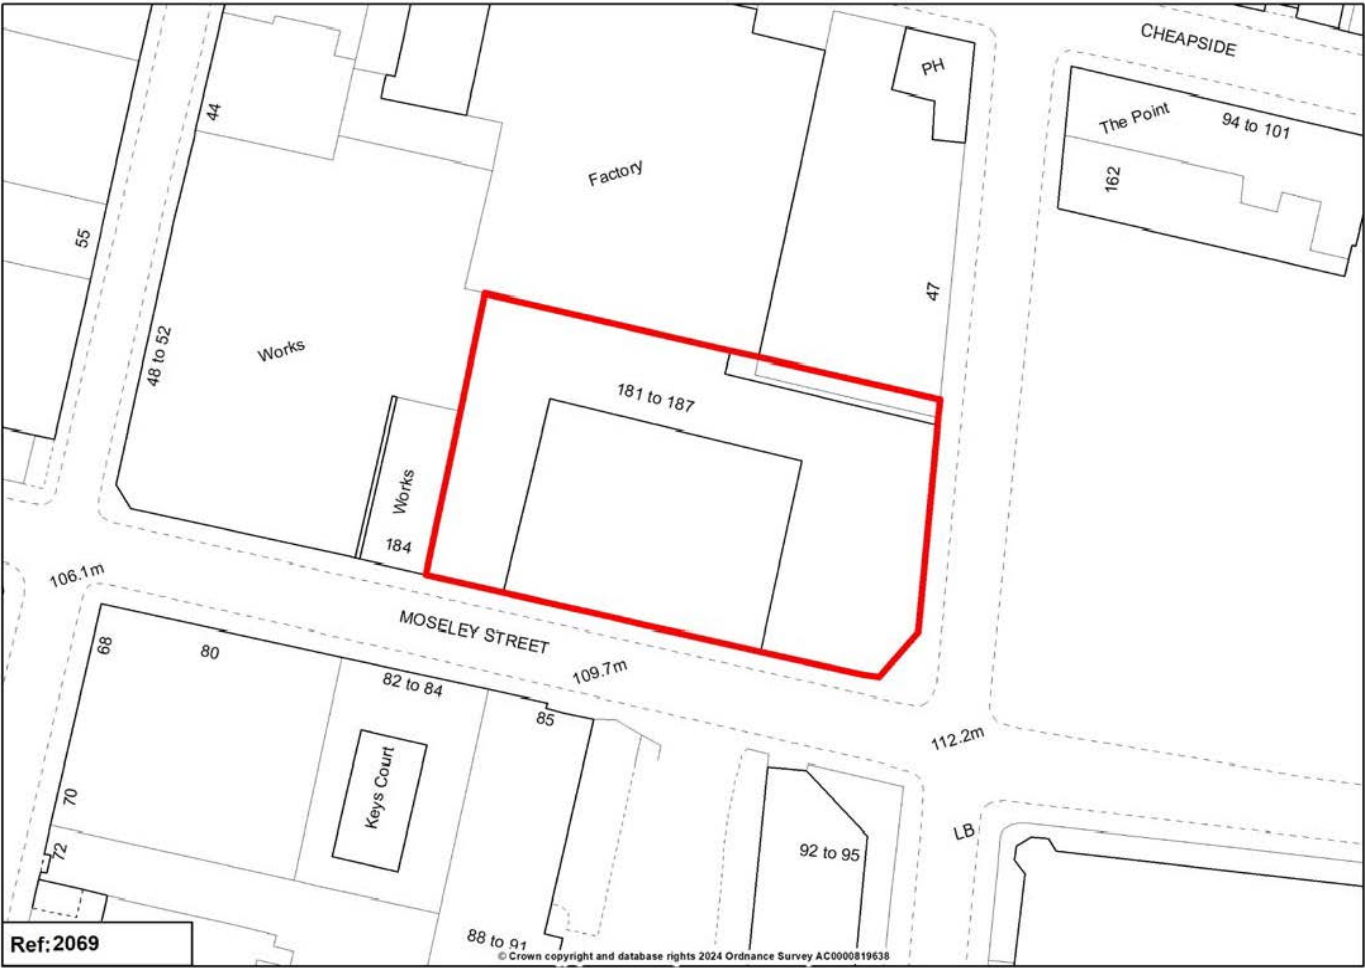 CHEAPSIDE
PH
44
The Point
94 to 101
Factory
162
55
47
48 to 52
Works
181 to 187
Works
184
106.1m
MOSELEY STREET
68
80
109.7m
82 to 84
85
112.2m
Keys Court
70
LB
72
92 to 95
88 to 91
Ref:2069
© Crown copyright and database rights 2024 Ordnance Survey AC0000819638